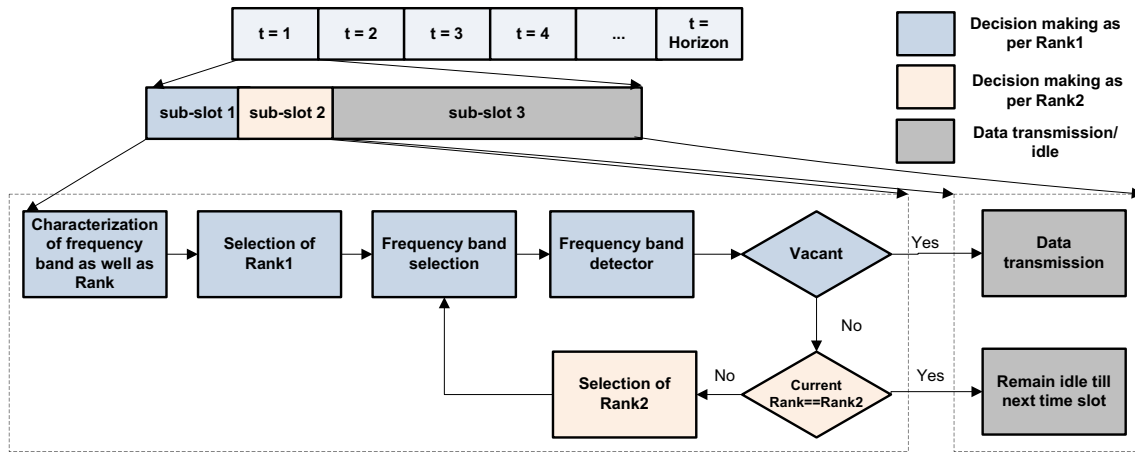 t = 1
t = 2
t = 3
t = 4
...
t =
Horizon
Decision making as
per Rank1
Decision making as
per Rank2
Data transmission/
idle
sub-slot 1
sub-slot 2
sub-slot 3
Characterization
of frequency
band as well as
Rank
Selection of
Rank1
Frequency band
selection
Frequency band
detector
Vacant
Yes
Data
transmission
No
Selection of
Rank2
No
Current
Rank==Rank2
Yes
Remain idle till
next time slot